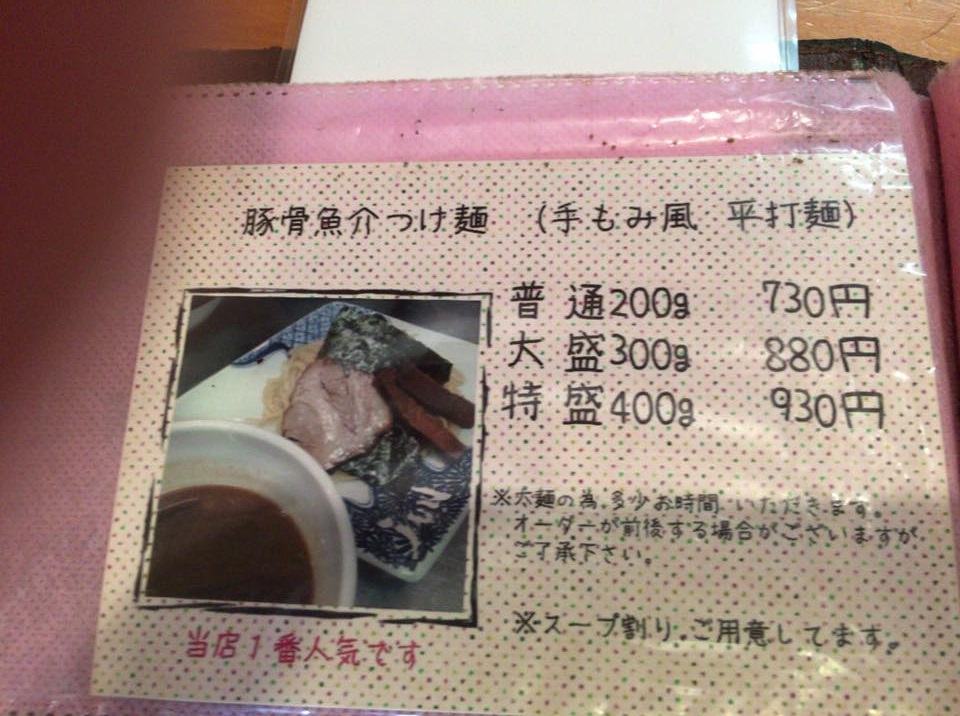 豚骨魚介つけ麺 (手もみ風 平打麺)
普通200g 730円
大盛300g 880円
特盛400g 930円
※太麺の為、多少お時間いただきます。
オーダーが前後する場合がございますが、
ご了承下さい。
※スープ割り、ご用意してます。
当店1番人気です